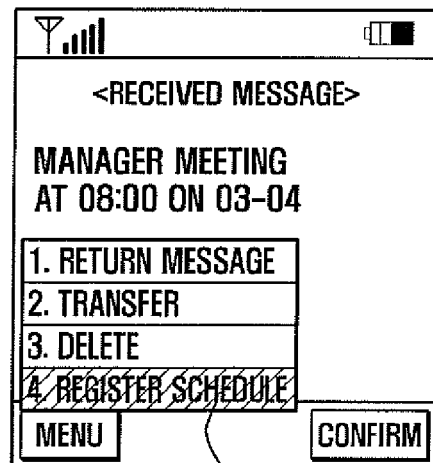 <RECEIVED MESSAGE>
MANAGER MEETING
AT 08:00 ON 03-04
1. RETURN MESSAGE
2. TRANSFER
3. DELETE
4. REGISTER SCHEDULE
MENU
CONFIRM